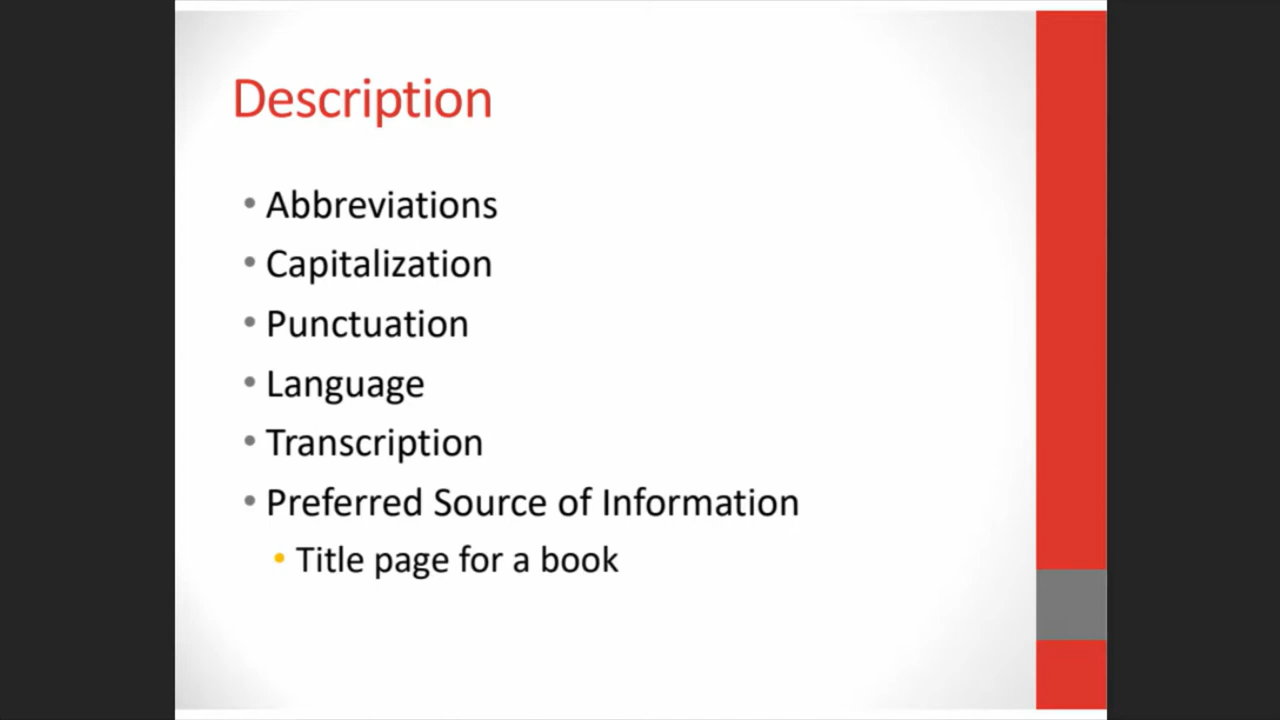 Description
• Abbreviations
• Capitalization
• Punctuation
• Language
• Transcription
• Preferred Source of Information
• Title page for a book